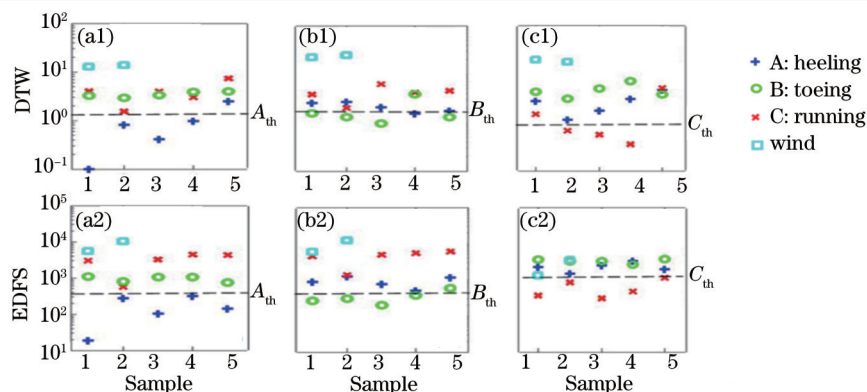 10²
(a1)
(b1)
(c1)
10¹
DTW
10⁰
A_th
B_th
C_th
10⁻¹
1 2 3 4 5
1 2 3 4 5
1 2 3 4 5
A: heeling
B: toeing
C: running
wind
10⁵
(a2)
(b2)
(c2)
10⁴
10³
EDFS
A_th
B_th
C_th
10²
10¹
1 2 3 4 5
1 2 3 4 5
1 2 3 4 5
Sample
Sample
Sample